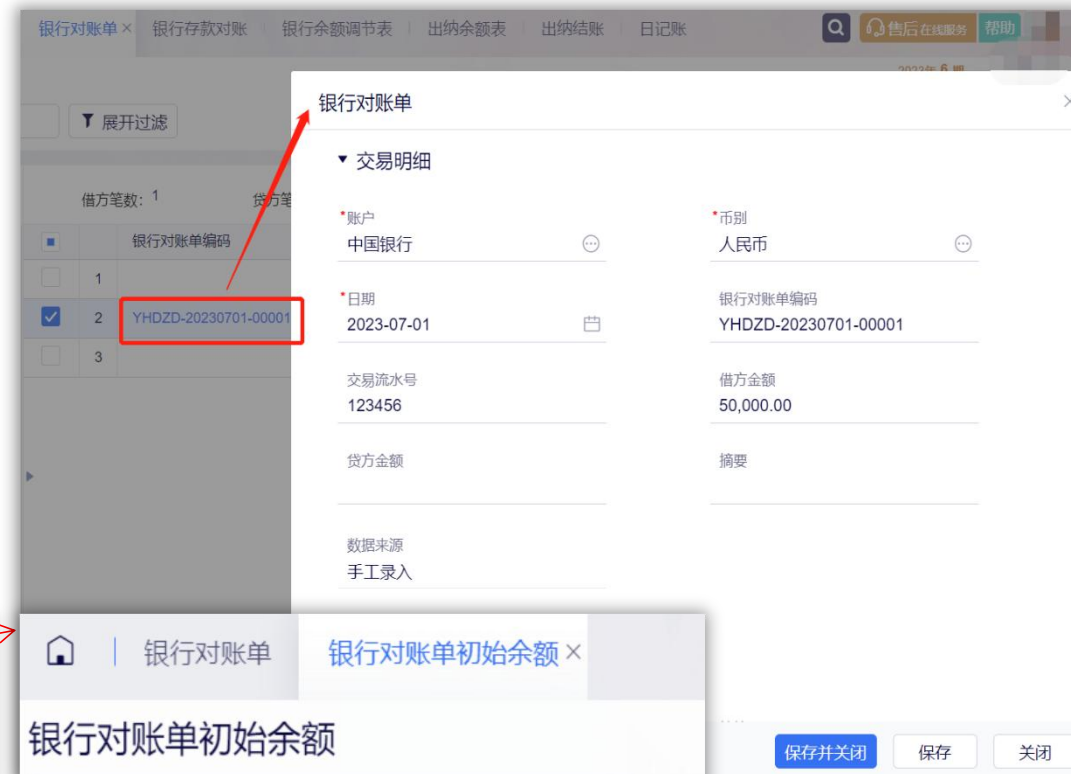 银行对账单× 银行存款对账 银行余额调节表 出纳余额表 出纳结账 日记账 售后在线服务 帮助
2023年 6 期
展开过滤
借方笔数: 1 贷方笔
银行对账单编码
1
2 YHDZD-20230701-00001
3
银行对账单
交易明细
*账户 *币别
中国银行 人民币
*日期 银行对账单编码
2023-07-01 YHDZD-20230701-00001
交易流水号 借方金额
123456 50,000.00
贷方金额 摘要
数据来源
手工录入
银行对账单 银行对账单初始余额×
银行对账单初始余额
保存并关闭 保存 关闭